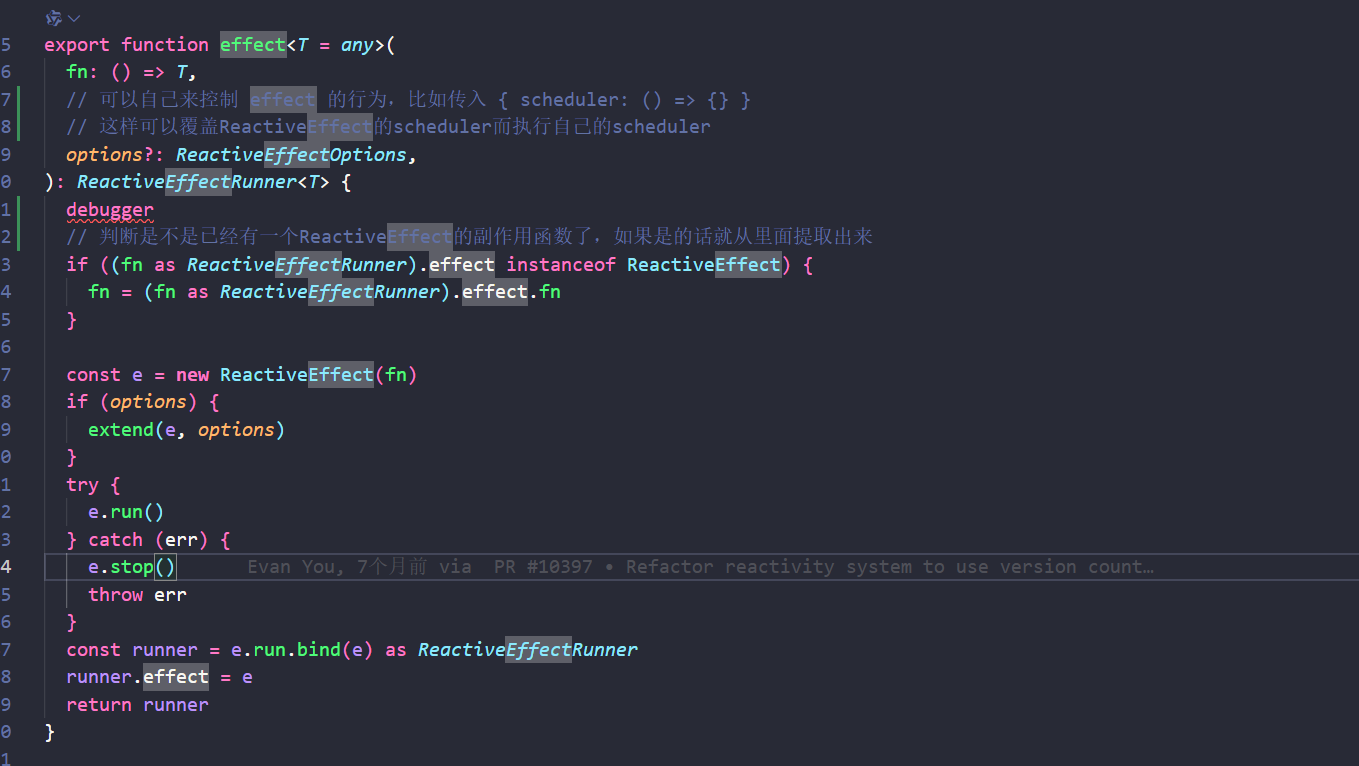 5 export function effect<T = any>(
6 fn: () => T,
7 // 可以自己来控制 effect 的行为，比如传入 { scheduler: () => {} }
8 // 这样可以覆盖ReactiveEffect的scheduler而执行自己的scheduler
9 options?: ReactiveEffectOptions,
0 ): ReactiveEffectRunner<T> {
1 debugger
2 // 判断是不是已经有一个ReactiveEffect的副作用函数了，如果是的话就从里面提取出来
3 if ((fn as ReactiveEffectRunner).effect instanceof ReactiveEffect) {
4 fn = (fn as ReactiveEffectRunner).effect.fn
5 }
6
7 const e = new ReactiveEffect(fn)
8 if (options) {
9 extend(e, options)
0 }
1 try {
2 e.run()
3 } catch (err) {
4 e.stop() Evan You, 7个月前 via PR #10397 • Refactor reactivity system to use version count…
5 throw err
6 }
7 const runner = e.run.bind(e) as ReactiveEffectRunner
8 runner.effect = e
9 return runner
0 }
1